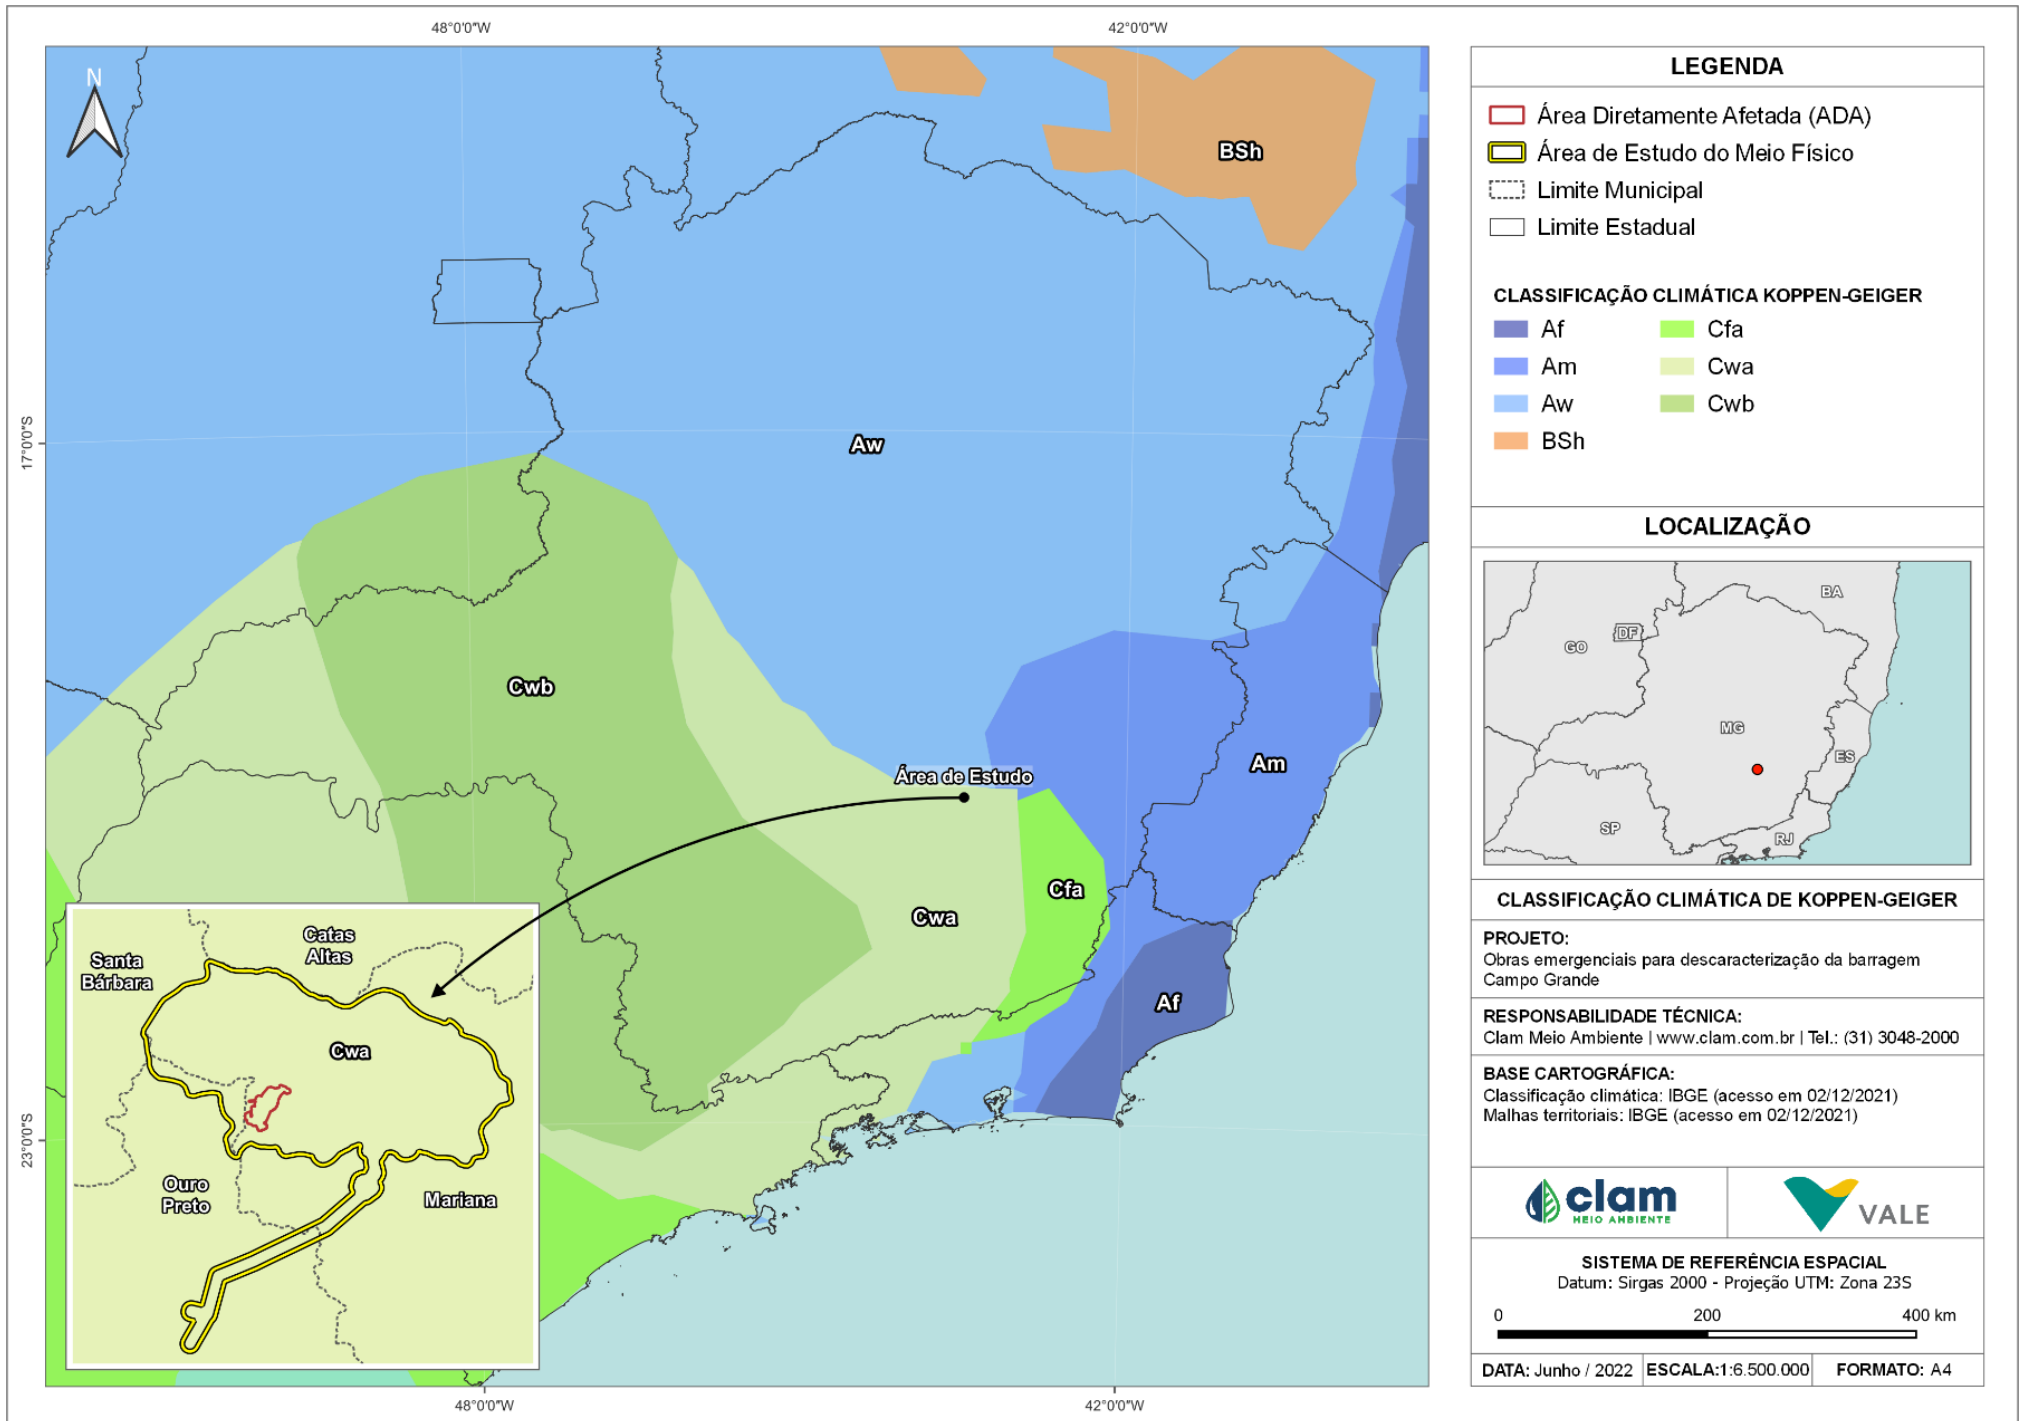 48°0'0"W
42°0'0"W
N
BSh
17°0'0"S
Aw
Cwb
Am
Área de Estudo
Cfa
Cwa
Af
23°0'0"S
48°0'0"W
42°0'0"W
Catas
Altas
Santa
Bárbara
Cwa
Ouro
Preto
Mariana
LEGENDA
Área Diretamente Afetada (ADA)
Área de Estudo do Meio Físico
Limite Municipal
Limite Estadual
CLASSIFICAÇÃO CLIMÁTICA KOPPEN-GEIGER
Af
Am
Aw
BSh
Cfa
Cwa
Cwb
LOCALIZAÇÃO
BA
DF
GO
MG
ES
SP
RJ
CLASSIFICAÇÃO CLIMÁTICA DE KOPPEN-GEIGER
PROJETO:
Obras emergenciais para descaracterização da barragem
Campo Grande
RESPONSABILIDADE TÉCNICA:
Clam Meio Ambiente | www.clam.com.br | Tel.: (31) 3048-2000
BASE CARTOGRÁFICA:
Classificação climática: IBGE (acesso em 02/12/2021)
Malhas territoriais: IBGE (acesso em 02/12/2021)
clam
MEIO AMBIENTE
VALE
SISTEMA DE REFERÊNCIA ESPACIAL
Datum: Sirgas 2000 - Projeção UTM: Zona 23S
0 200 400 km
DATA: Junho / 2022 ESCALA:1:6.500.000 FORMATO: A4